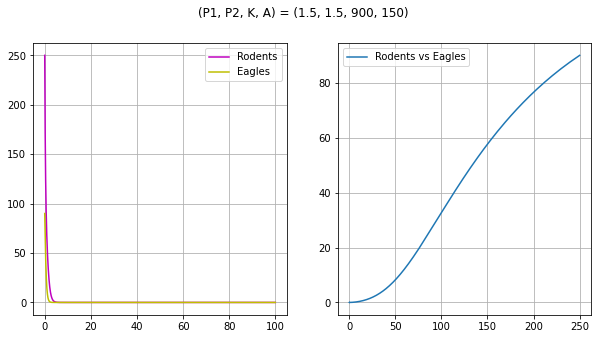 (P1, P2, K, A) = (1.5, 1.5, 900, 150)
Rodents
Eagles
250
200
150
100
50
0
0 20 40 60 80 100
Rodents vs Eagles
80
60
40
20
0
0 50 100 150 200 250